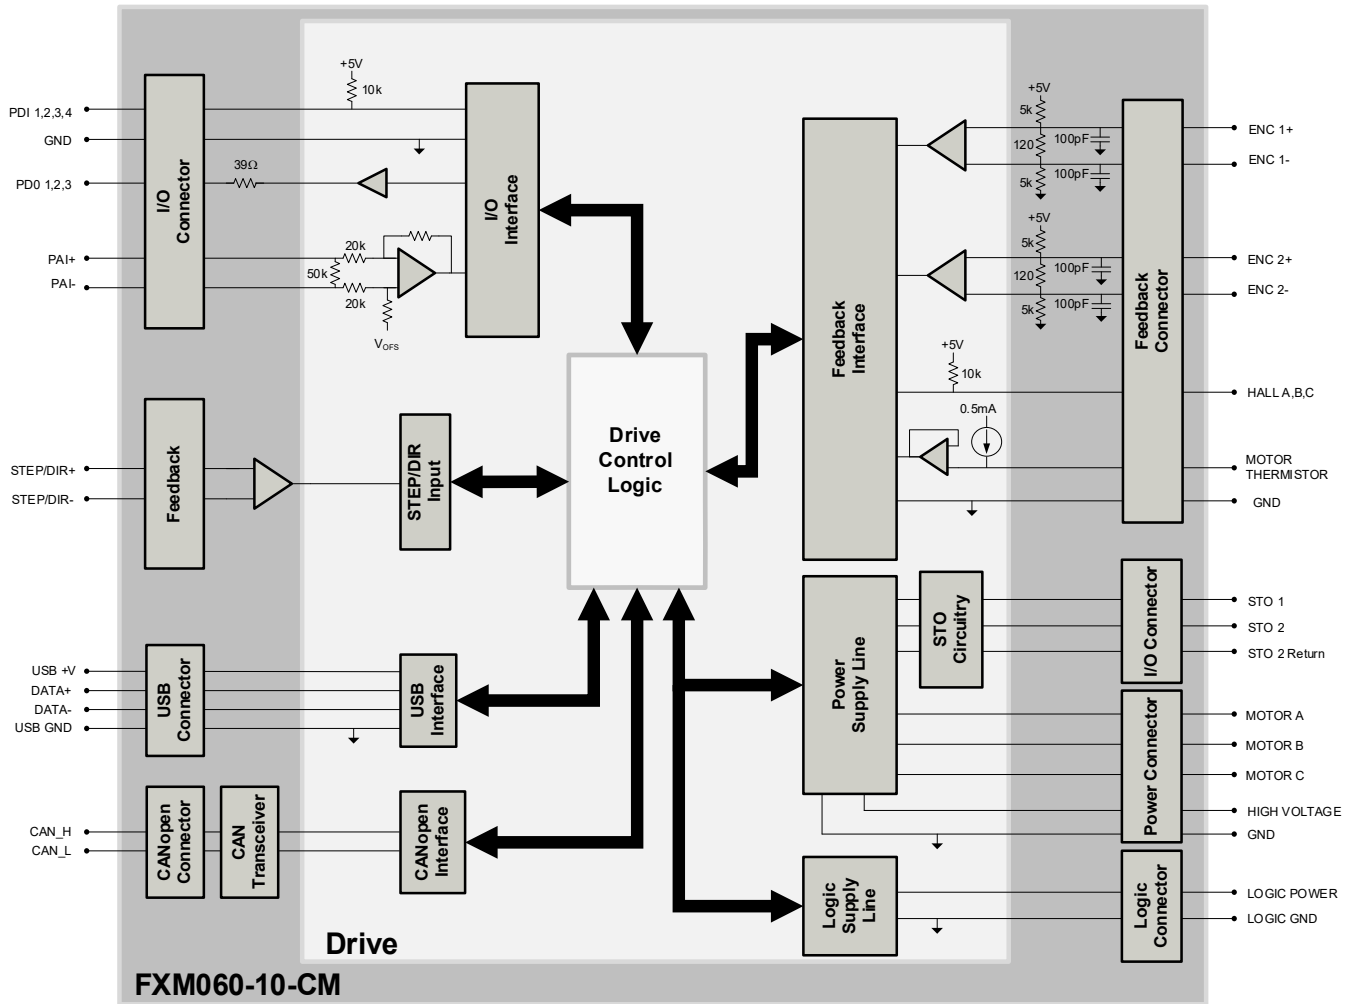 +5V
10k
PDI 1,2,3,4
GND
39Ω
PD0 1,2,3
I/O
Connector
PAI+
PAI-
20k
50k
20k
VOFS
I/O
Interface
STEP/DIR+
STEP/DIR-
Feedback
STEP/DIR
Input
Drive
Control
Logic
USB +V
DATA+
DATA-
USB GND
USB
Connector
USB
Interface
CAN_H
CAN_L
CANopen
Connector
CAN
Transceiver
CANopen
Interface
Feedback
Interface
+5V
5k
120
5k
100pF
100pF
ENC 1+
ENC 1-
+5V
5k
120
5k
100pF
100pF
ENC 2+
ENC 2-
Feedback
Connector
+5V
10k
HALL A,B,C
0.5mA
MOTOR
THERMISTOR
GND
Power
Supply Line
STO
Circuitry
I/O Connector
STO 1
STO 2
STO 2 Return
Power Connector
MOTOR A
MOTOR B
MOTOR C
HIGH VOLTAGE
GND
Logic
Supply
Line
Logic
Connector
LOGIC POWER
LOGIC GND
Drive
FXM060-10-CM